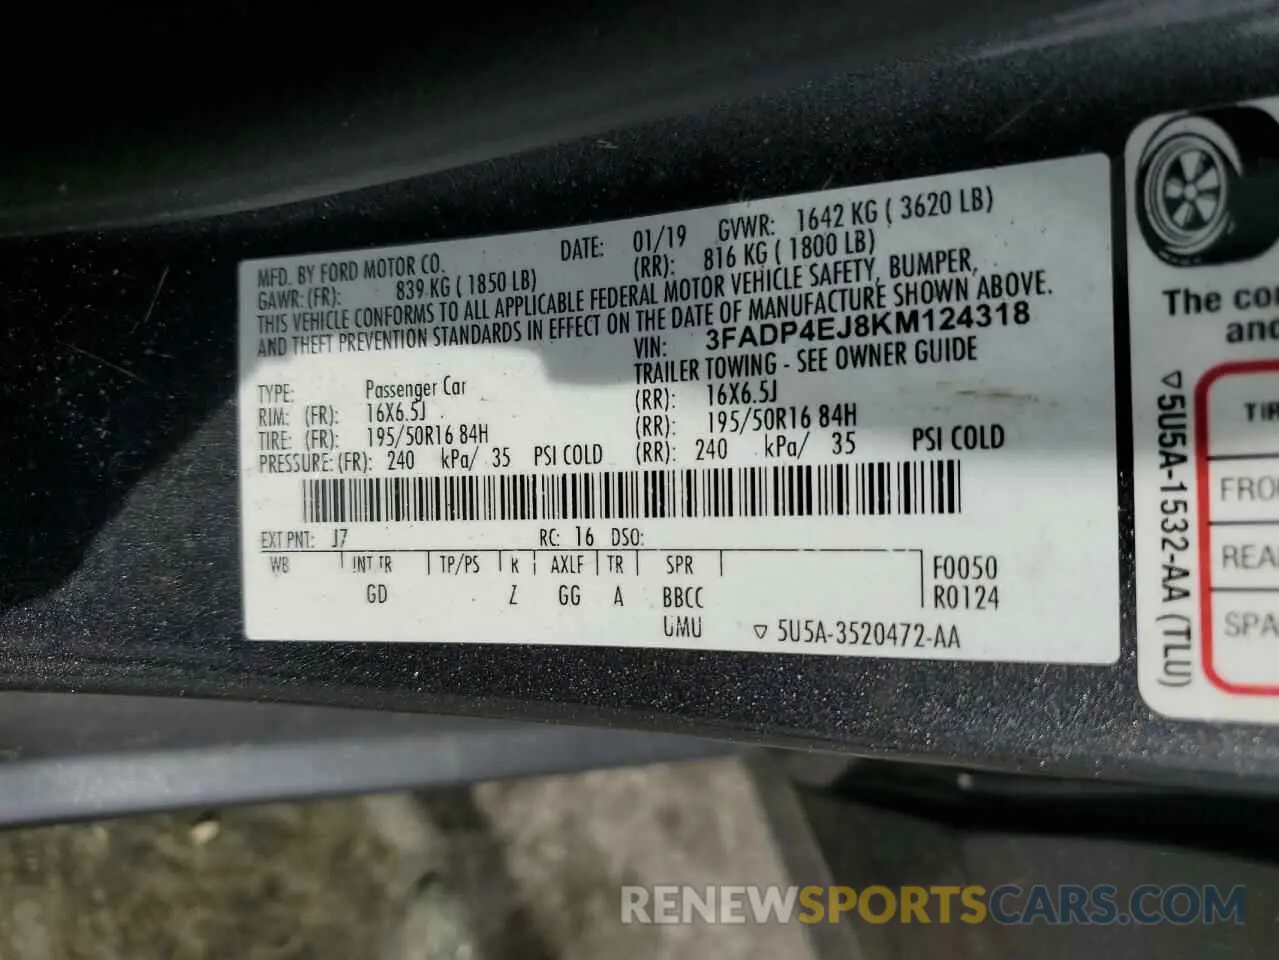 MFD. BY FORD MOTOR CO. DATE: 01/19 GVWR: 1642 KG ( 3620 LB)
GAWR: (FR): 839 KG ( 1850 LB) (RR): 816 KG ( 1800 LB)
THIS VEHICLE CONFORMS TO ALL APPLICABLE FEDERAL MOTOR VEHICLE SAFETY, BUMPER,
AND THEFT PREVENTION STANDARDS IN EFFECT ON THE DATE OF MANUFACTURE SHOWN ABOVE.
VIN: 3FADP4EJ8KM124318
TRAILER TOWING - SEE OWNER GUIDE
TYPE: Passenger Car
RIM: (FR): 16X6.5J (RR): 16X6.5J
TIRE: (FR): 195/50R16 84H (RR): 195/50R16 84H
PRESSURE: (FR): 240 kPa/ 35 PSI COLD (RR): 240 kPa/ 35 PSI COLD
EXT PNT: J7 RC: 16 DSO:
WB INT TR TP/PS R AXLE TR SPR F0050
GD Z GG A BBCC R0124
UMU ▽ 5U5A-3520472-AA
The co
and
▽5U5A-1532-AA (TLU)
TIR
FRO
REA
SPA
RENEWSPORTSCARS.COM